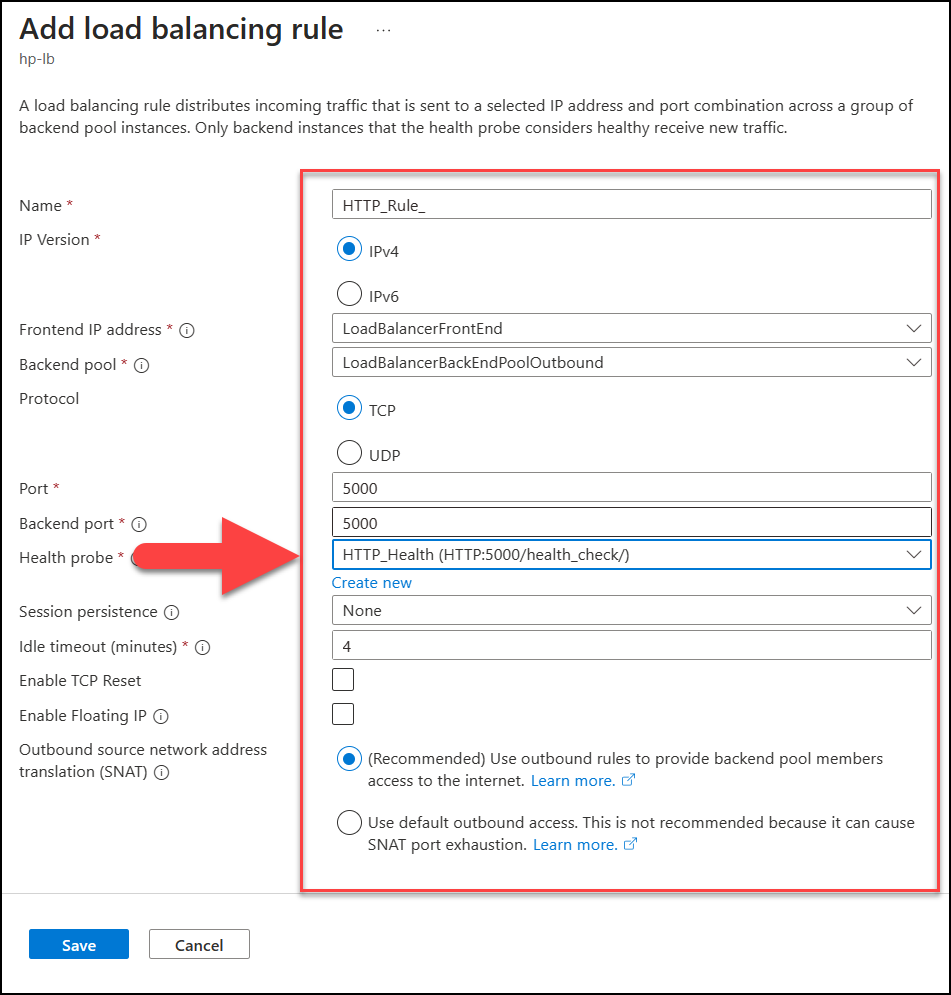 Add load balancing rule ...
hp-lb
A load balancing rule distributes incoming traffic that is sent to a selected IP address and port combination across a group of
backend pool instances. Only backend instances that the health probe considers healthy receive new traffic.
Name *
HTTP_Rule_
IP Version *
IPv4
IPv6
Frontend IP address *
LoadBalancerFrontEnd
Backend pool *
LoadBalancerBackEndPoolOutbound
Protocol
TCP
UDP
Port *
5000
Backend port *
5000
Health probe *
HTTP_Health (HTTP:5000/health_check/)
Create new
Session persistence
None
Idle timeout (minutes) *
4
Enable TCP Reset
Enable Floating IP
Outbound source network address
translation (SNAT)
(Recommended) Use outbound rules to provide backend pool members
access to the internet. Learn more.
Use default outbound access. This is not recommended because it can cause
SNAT port exhaustion. Learn more.
Save
Cancel